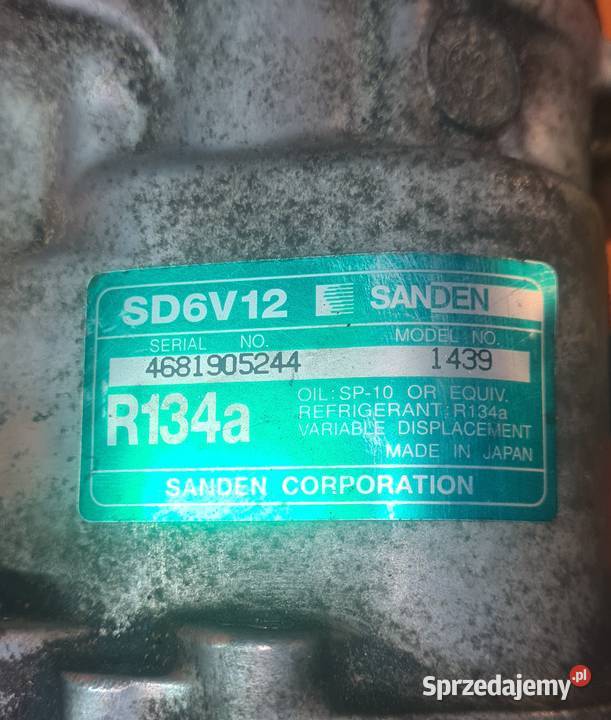 SD6V12 SANDEN
SERIAL NO. MODEL NO.
4681905244 1439
R134a
OIL: SP-10 OR EQUIV.
REFRIGERANT: R134a
VARIABLE DISPLACEMENT
MADE IN JAPAN
SANDEN CORPORATION
Sprzedajemy.pl